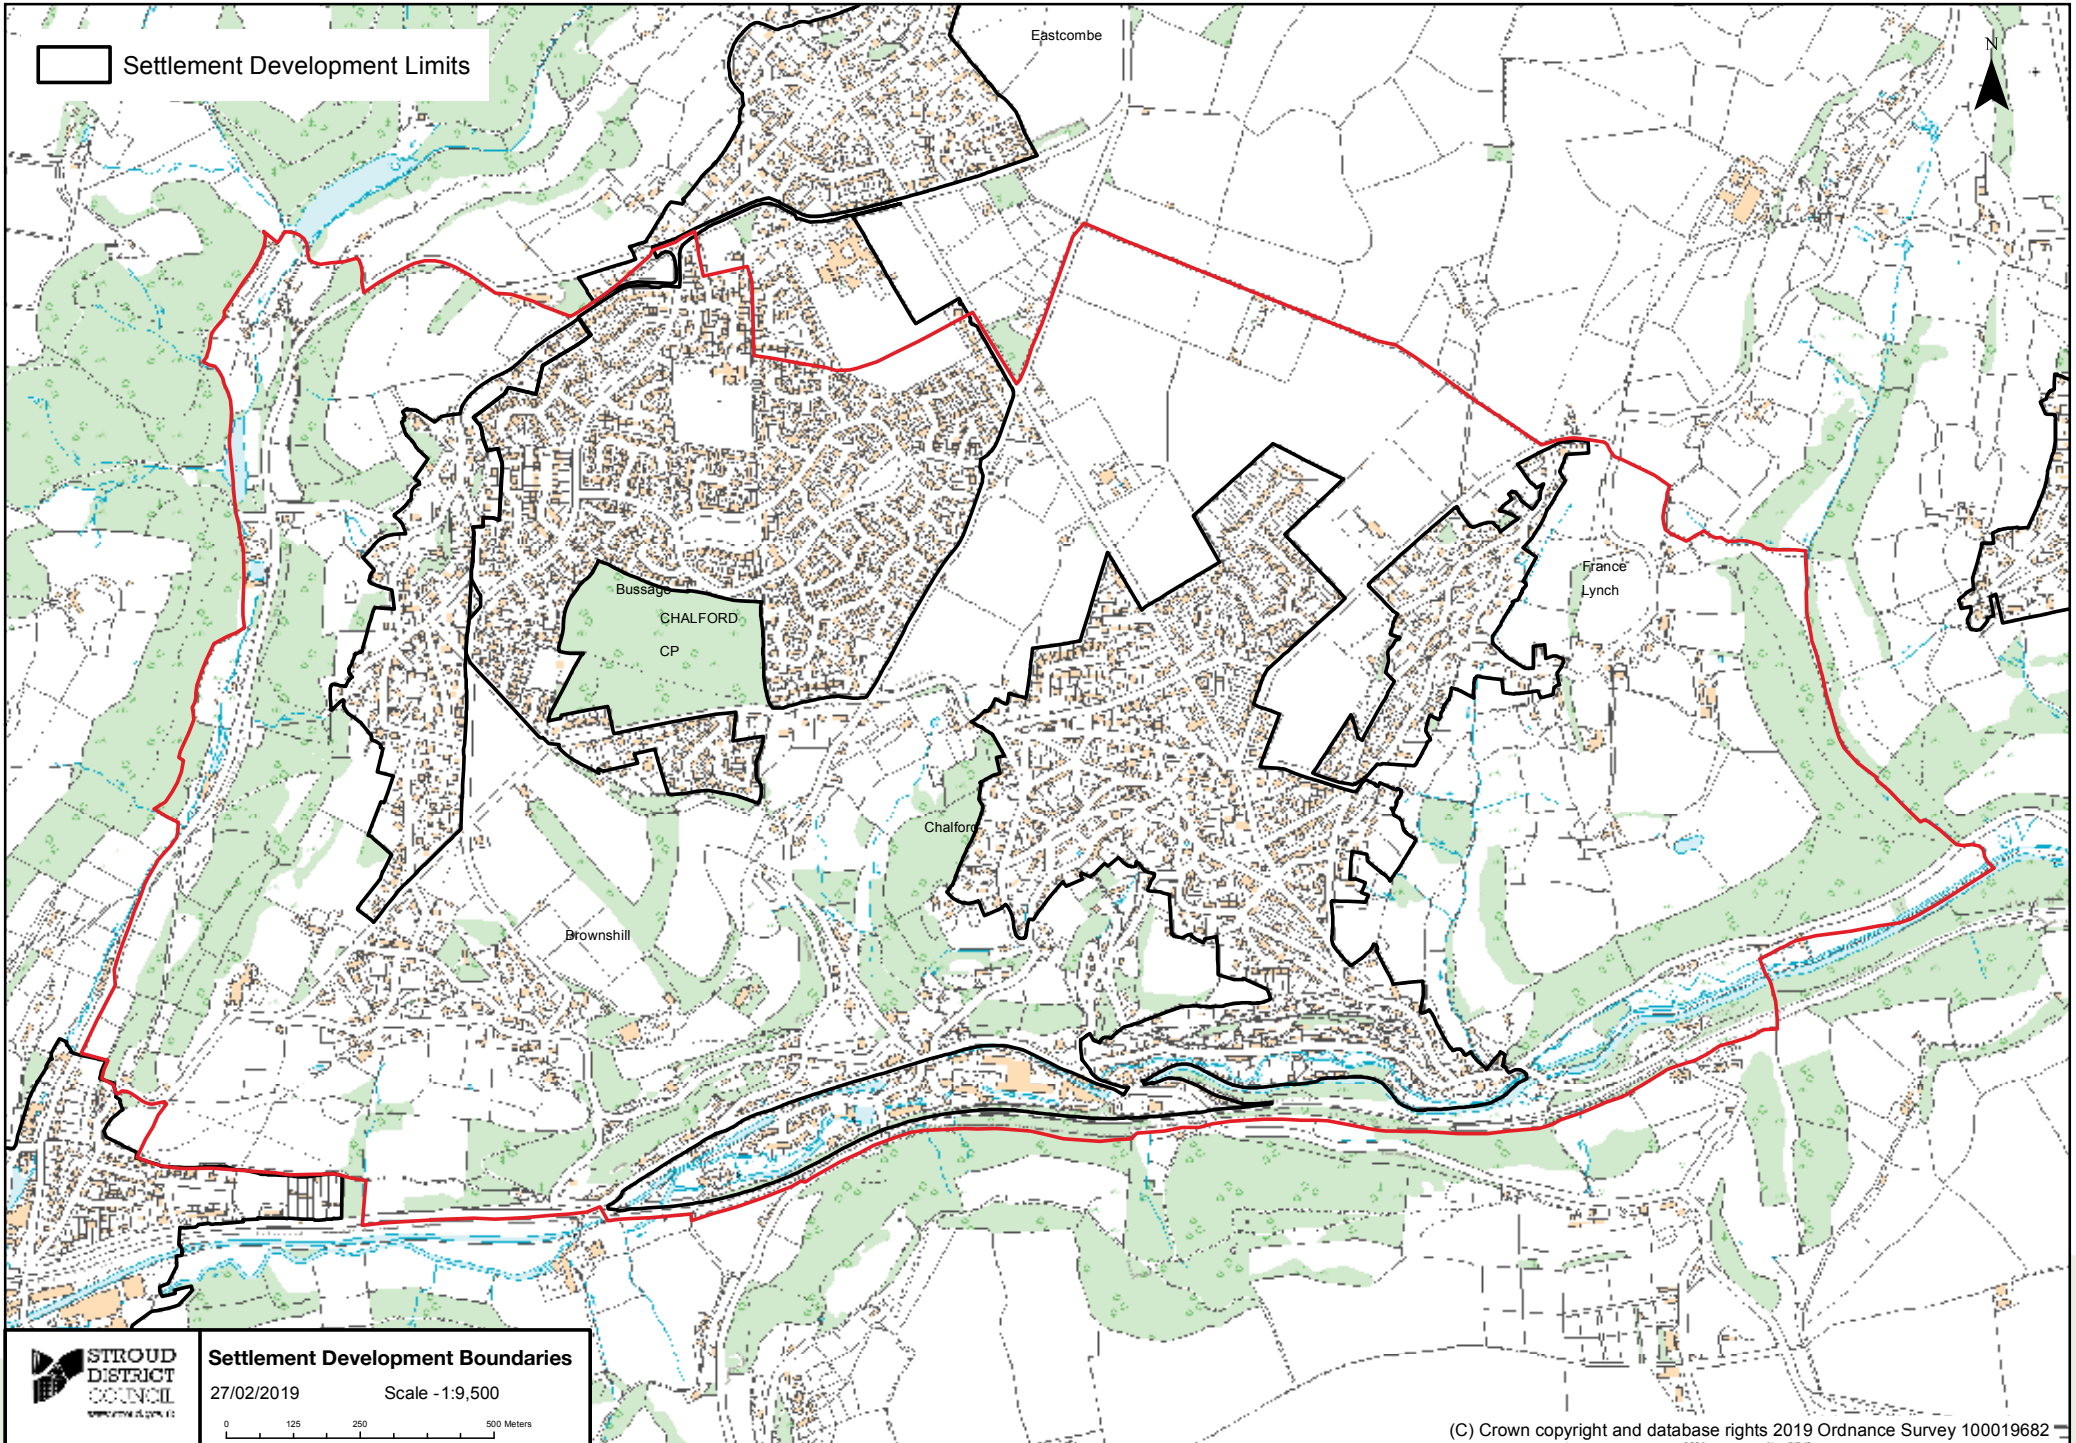 Settlement Development Limits
Eastcombe
N
France
Lynch
Bussage
CHALFORD
CP
Chalford
Brownshill
STROUD
DISTRICT
COUNCIL
Settlement Development Boundaries
27/02/2019 Scale -1:9,500
0 125 250 500 Meters
(C) Crown copyright and database rights 2019 Ordnance Survey 100019682